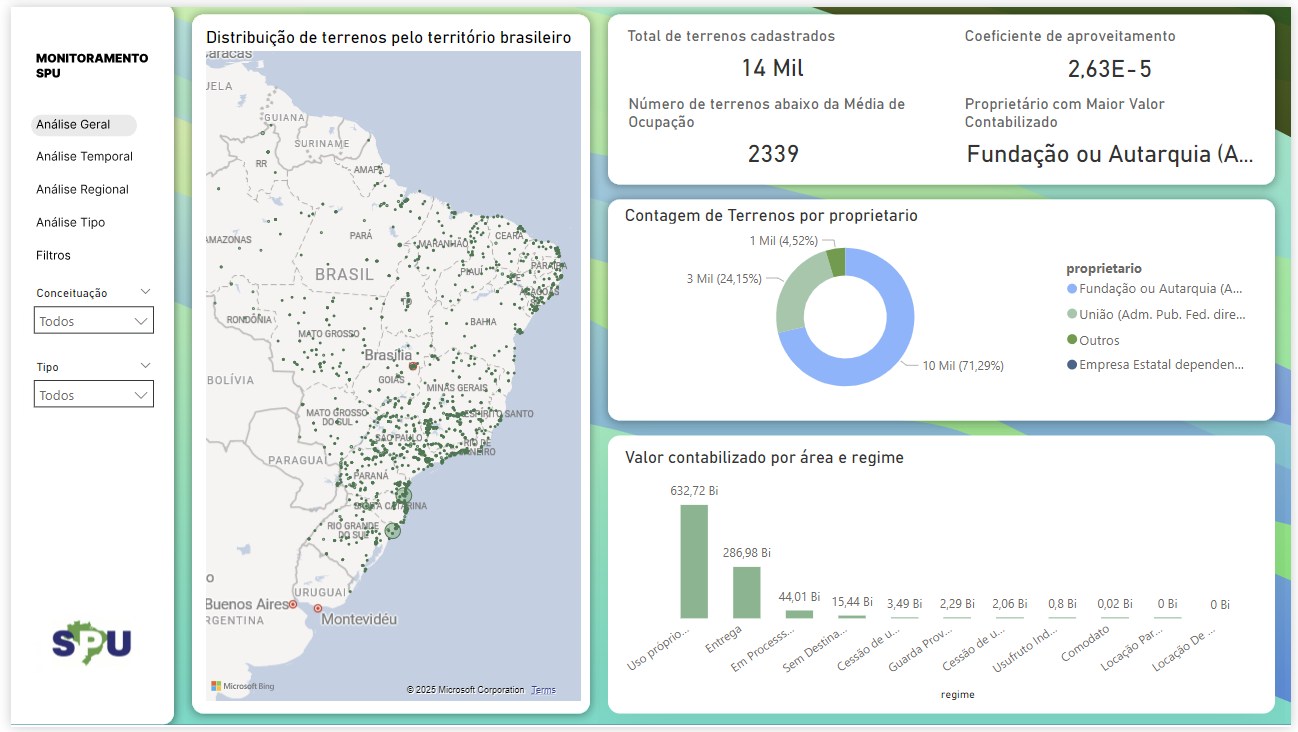 MONITORAMENTO
SPU
Análise Geral
Análise Temporal
Análise Regional
Análise Tipo
Filtros
Conceituação
Todos
Tipo
Todos
SPU
Distribuição de terrenos pelo território brasileiro
aracas
UELA
GUIANA
SURINAME
RR
AMAPÁ
AMAZONAS
PARÁ
MARANHÃO
CEARÁ
BRASIL
PIAUÍ
PARAÍBA
PE
ALAGOAS
TO
RONDÔNIA
BAHIA
MATO GROSSO
Brasília
GOIÁS
BOLÍVIA
MINAS GERAIS
MATO GROSSO
DO SUL
ESPÍRITO SANTO
SÃO PAULO
RIO DE
JANEIRO
PARAGUAI
PARANÁ
SANTA CATARINA
RIO GRANDE
DO SUL
o
URUGUAI
Buenos Aires
RGENTINA
Montevidéu
Microsoft Bing
© 2025 Microsoft Corporation Terms
Total de terrenos cadastrados
14 Mil
Coeficiente de aproveitamento
2,63E-5
Número de terrenos abaixo da Média de
Ocupação
2339
Proprietário com Maior Valor
Contabilizado
Fundação ou Autarquia (A...
Contagem de Terrenos por proprietario
1 Mil (4,52%)
3 Mil (24,15%)
10 Mil (71,29%)
proprietario
Fundação ou Autarquia (A...
União (Adm. Pub. Fed. dire...
Outros
Empresa Estatal dependen...
Valor contabilizado por área e regime
632,72 Bi
286,98 Bi
44,01 Bi
15,44 Bi
3,49 Bi
2,29 Bi
2,06 Bi
0,8 Bi
0,02 Bi
0 Bi
0 Bi
Uso próprio...
Entrega
Em Processs...
Sem Destina...
Cessão de u...
Guarda Prov...
Cessão de u...
Usufruto Ind...
Comodato
Locação Par...
Locação De ...
regime